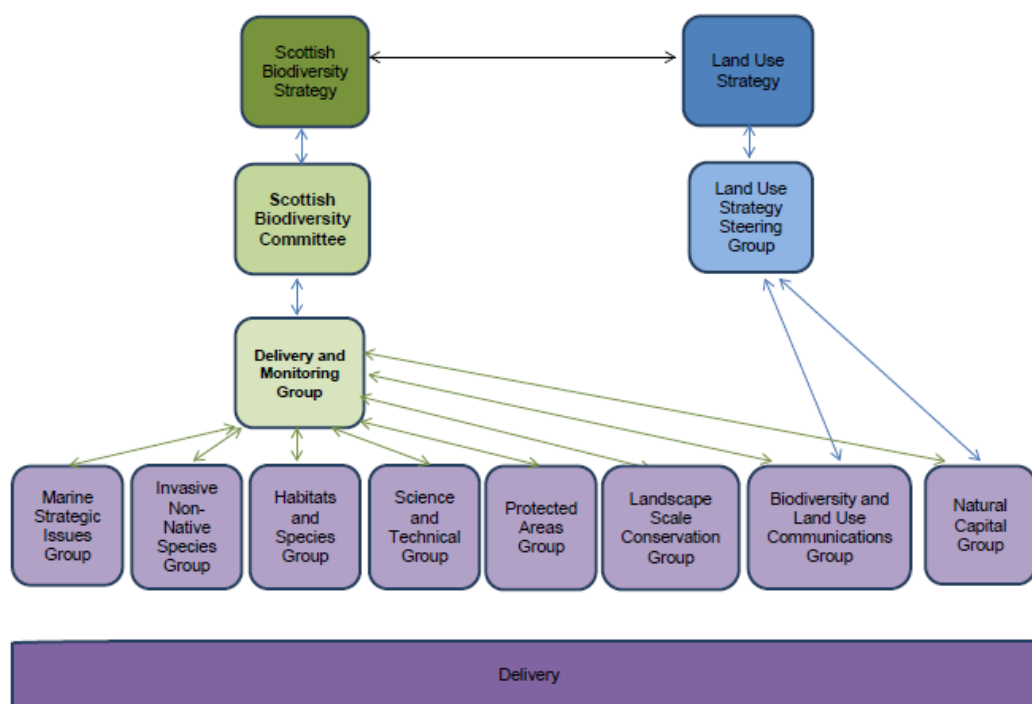 Scottish
Biodiversity
Strategy
Land Use
Strategy
Scottish
Biodiversity
Committee
Land Use
Strategy
Steering
Group
Delivery and
Monitoring
Group
Marine
Strategic
Issues
Group
Invasive
Non-
Native
Species
Group
Habitats
and
Species
Group
Science
and
Technical
Group
Protected
Areas
Group
Landscape
Scale
Conservation
Group
Biodiversity and
Land Use
Communications
Group
Natural
Capital
Group
Delivery